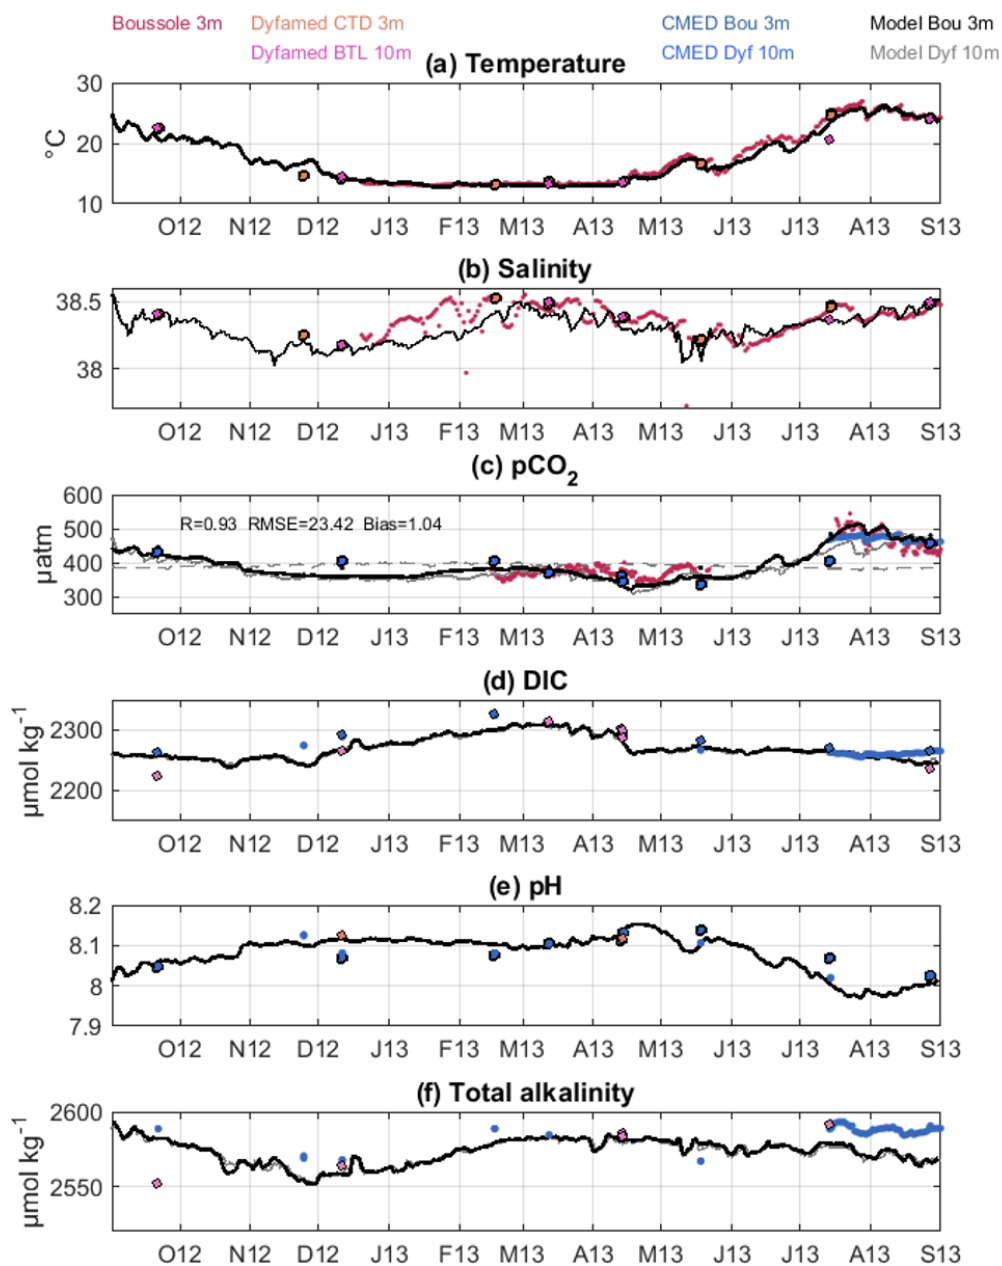 Boussole 3m Dyfamed CTD 3m CMED Bou 3m Model Bou 3m
Dyfamed BTL 10m CMED Dyf 10m Model Dyf 10m
(a) Temperature
30
20
10
°C
O12 N12 D12 J13 F13 M13 A13 M13 J13 J13 A13 S13
(b) Salinity
38.5
38
O12 N12 D12 J13 F13 M13 A13 M13 J13 J13 A13 S13
(c) pCO2
600
500
400
300
µatm
R=0.93 RMSE=23.42 Bias=1.04
O12 N12 D12 J13 F13 M13 A13 M13 J13 J13 A13 S13
(d) DIC
2300
2200
µmol kg-1
O12 N12 D12 J13 F13 M13 A13 M13 J13 J13 A13 S13
(e) pH
8.2
8.1
8
7.9
O12 N12 D12 J13 F13 M13 A13 M13 J13 J13 A13 S13
(f) Total alkalinity
2600
2550
µmol kg-1
O12 N12 D12 J13 F13 M13 A13 M13 J13 J13 A13 S13